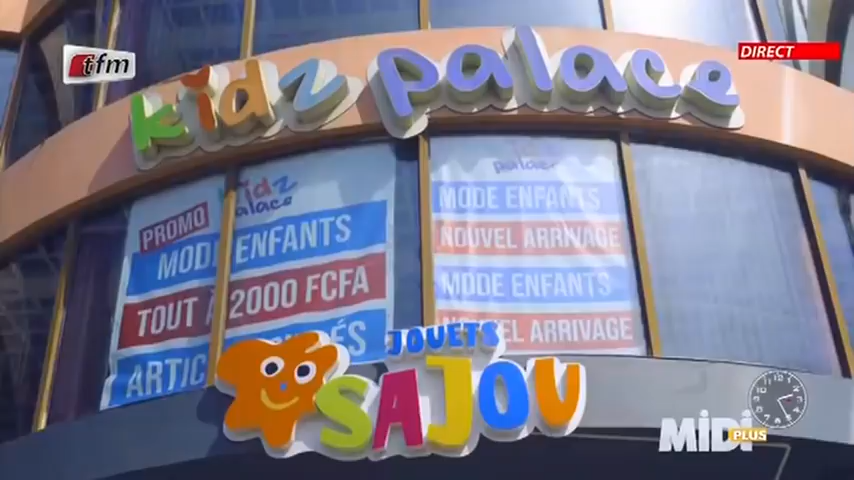 tfm
DIRECT
kidz palace
kidz palace
PROMO
MODE ENFANTS
TOUT À 2000 FCFA
palace
MODE ENFANTS
NOUVEL ARRIVAGE
MODE ENFANTS
NOUVEL ARRIVAGE
JOUETS
SAJOU
MiDi
PLUS